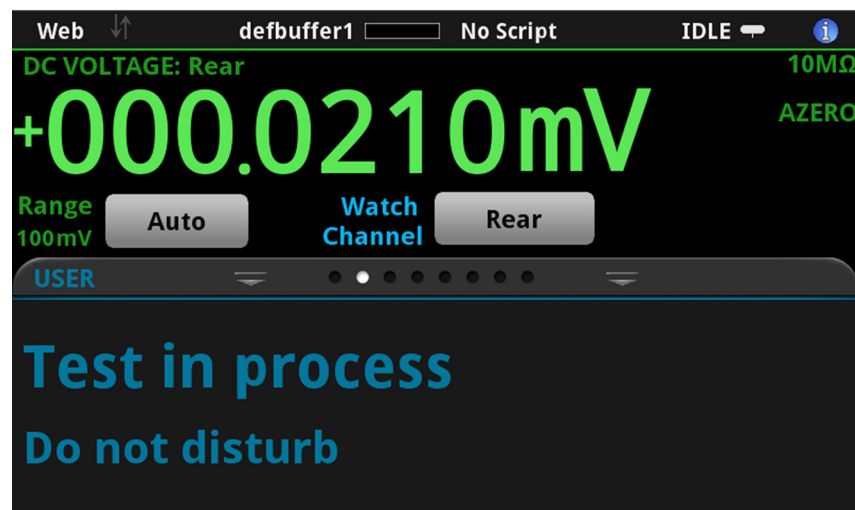 Web defbuffer1 No Script IDLE
DC VOLTAGE: Rear 10MΩ
+000.0210mV AZERO
Range Auto Watch Rear
100mV Channel
USER
Test in process
Do not disturb